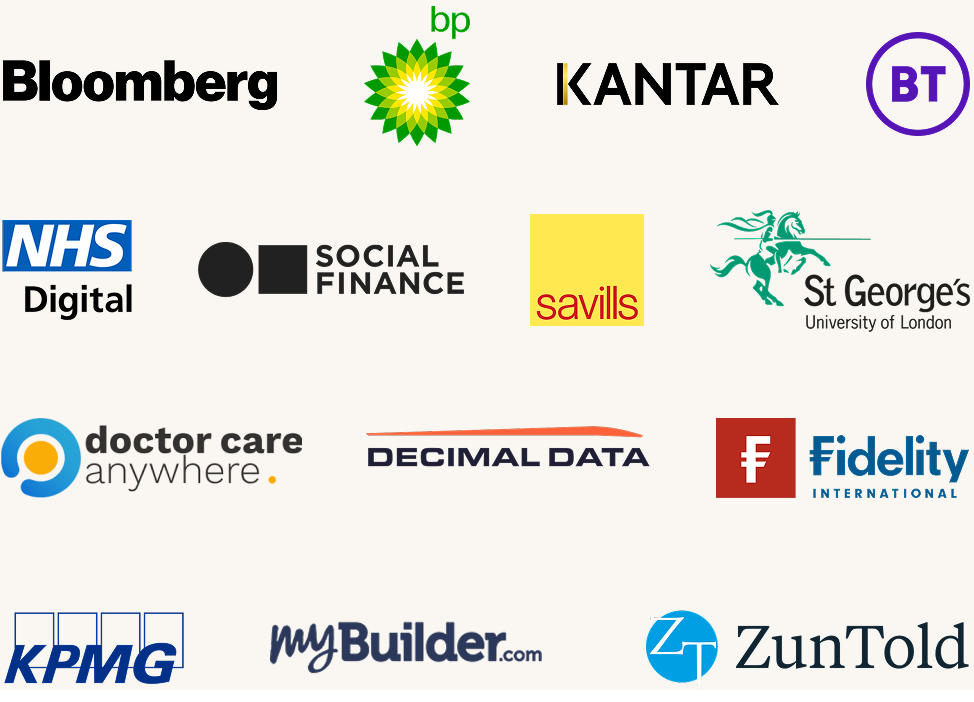 bp
Bloomberg
KANTAR
BT
NHS
Digital
SOCIAL
FINANCE
savills
St George's
University of London
doctor care
anywhere.
DECIMAL DATA
F
Fidelity
INTERNATIONAL
KPMG
myBuilder.com
ZT
ZunTold